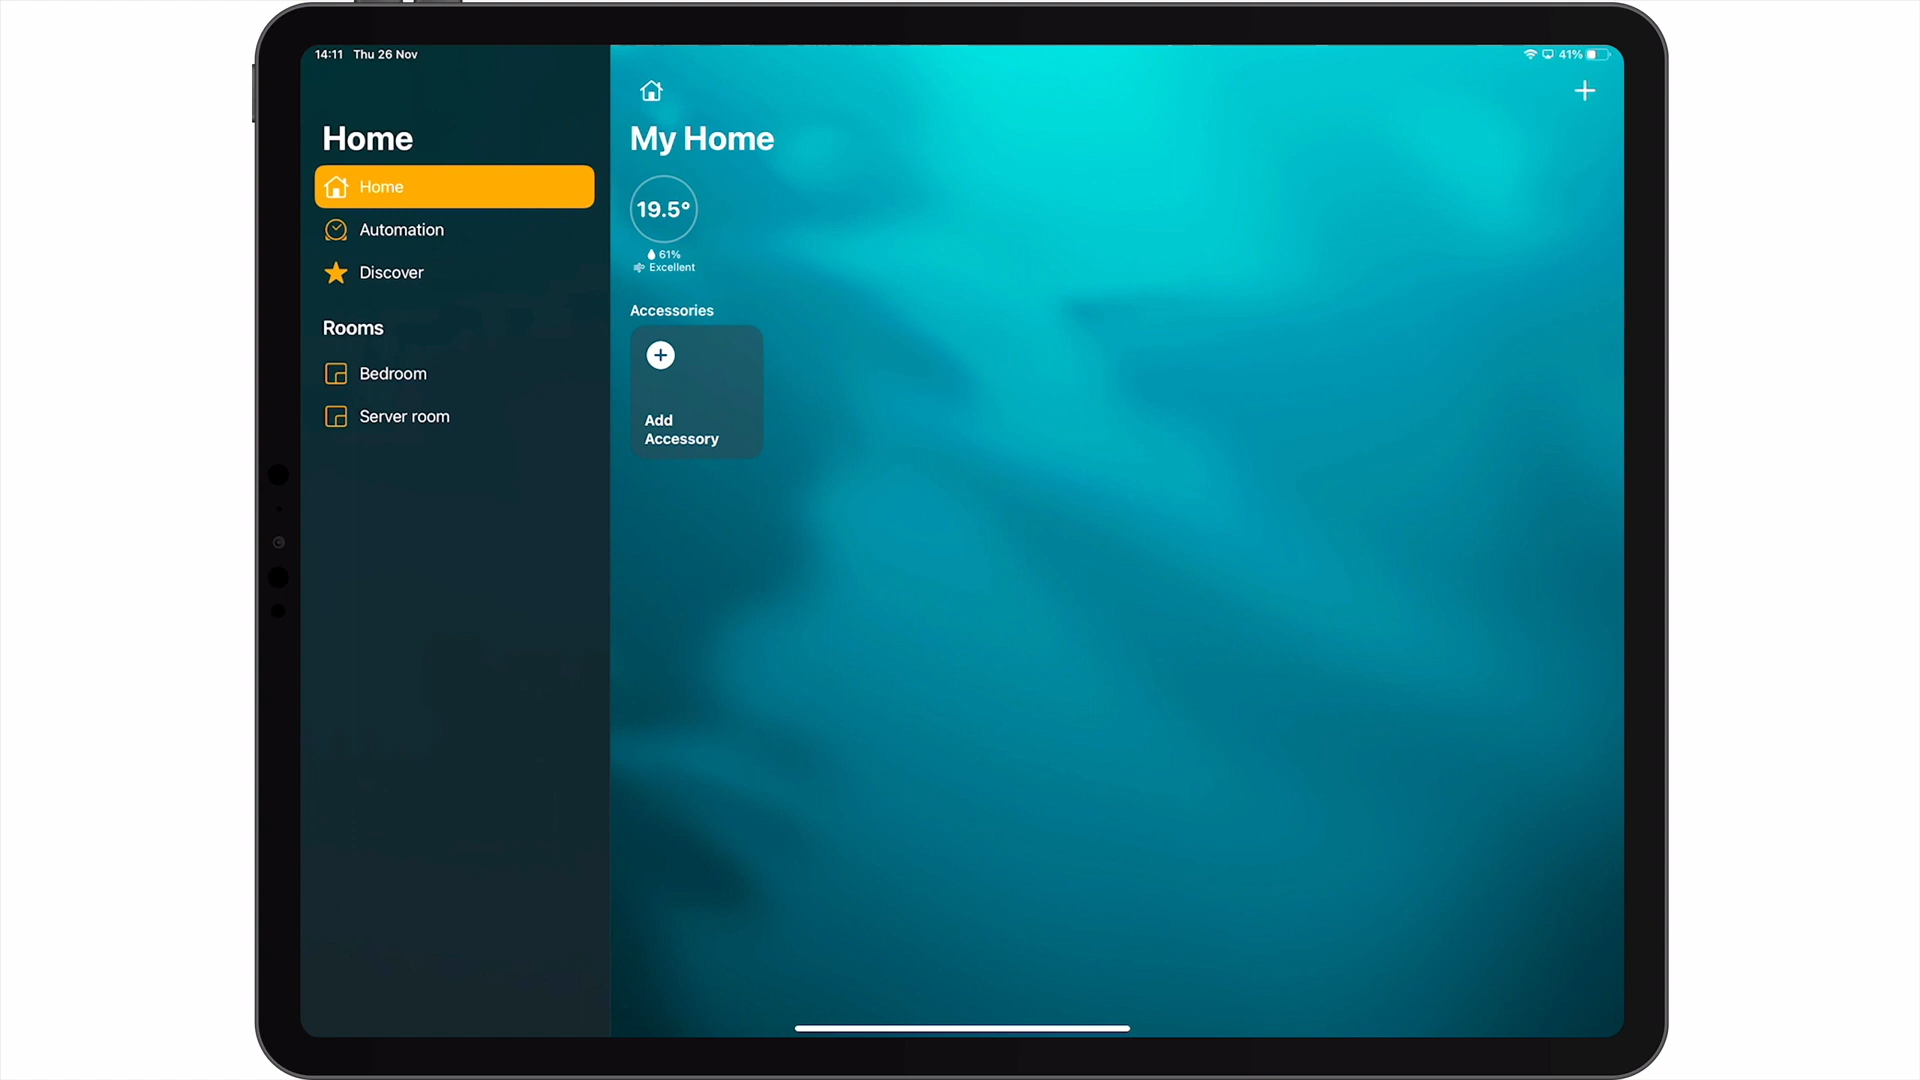 14:11 Thu 26 Nov
41%
Home
Home
Automation
Discover
Rooms
Bedroom
Server room
My Home
19.5°
61%
Excellent
Accessories
Add
Accessory